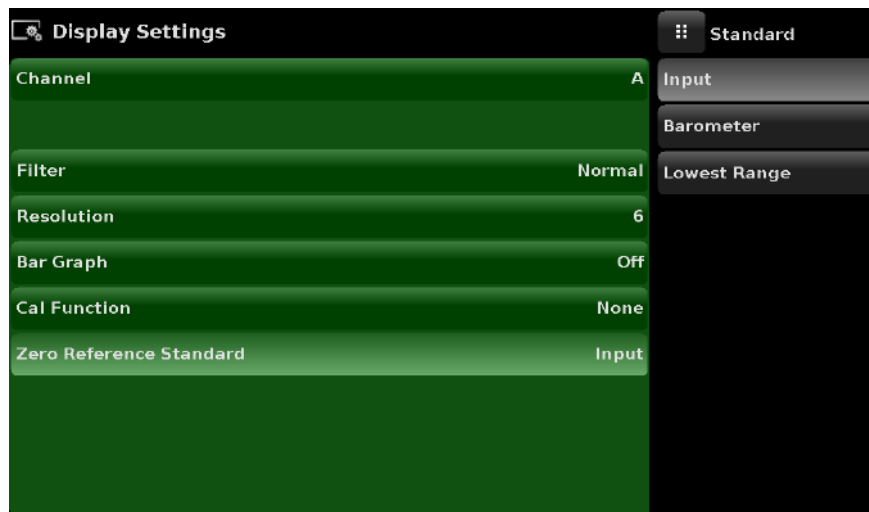 Display Settings
Channel A
Filter Normal
Resolution 6
Bar Graph Off
Cal Function None
Zero Reference Standard Input
Standard
Input
Barometer
Lowest Range